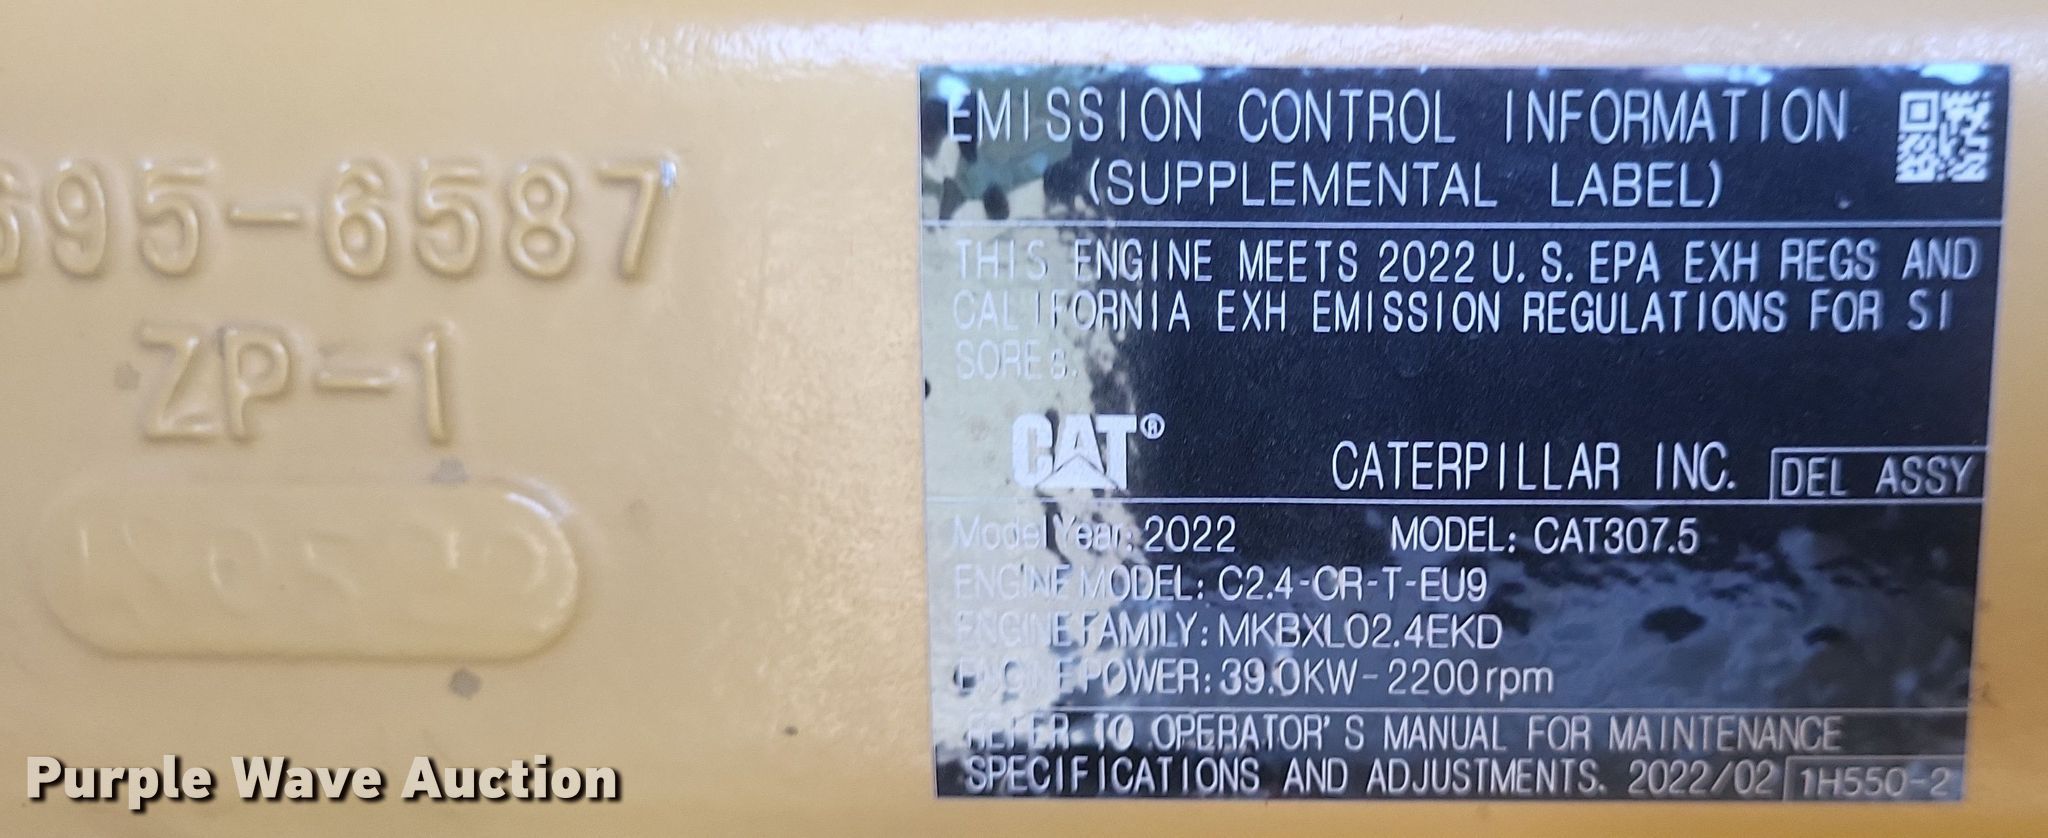 695-6587
ZP-1
EMISSION CONTROL INFORMATION
(SUPPLEMENTAL LABEL)
THIS ENGINE MEETS 2022 U.S. EPA EXH REGS AND
CALIFORNIA EXH EMISSION REGULATIONS FOR SI
SOREs.
CAT®
CATERPILLAR INC.
DEL ASSY
Model Year: 2022 MODEL: CAT307.5
ENGINE MODEL: C2.4-CR-T-EU9
ENGINE FAMILY: MKBXL02.4EKD
ENGINE POWER: 39.0KW-2200rpm
REFER TO OPERATOR'S MANUAL FOR MAINTENANCE
SPECIFICATIONS AND ADJUSTMENTS. 2022/02
1H550-2
Purple Wave Auction